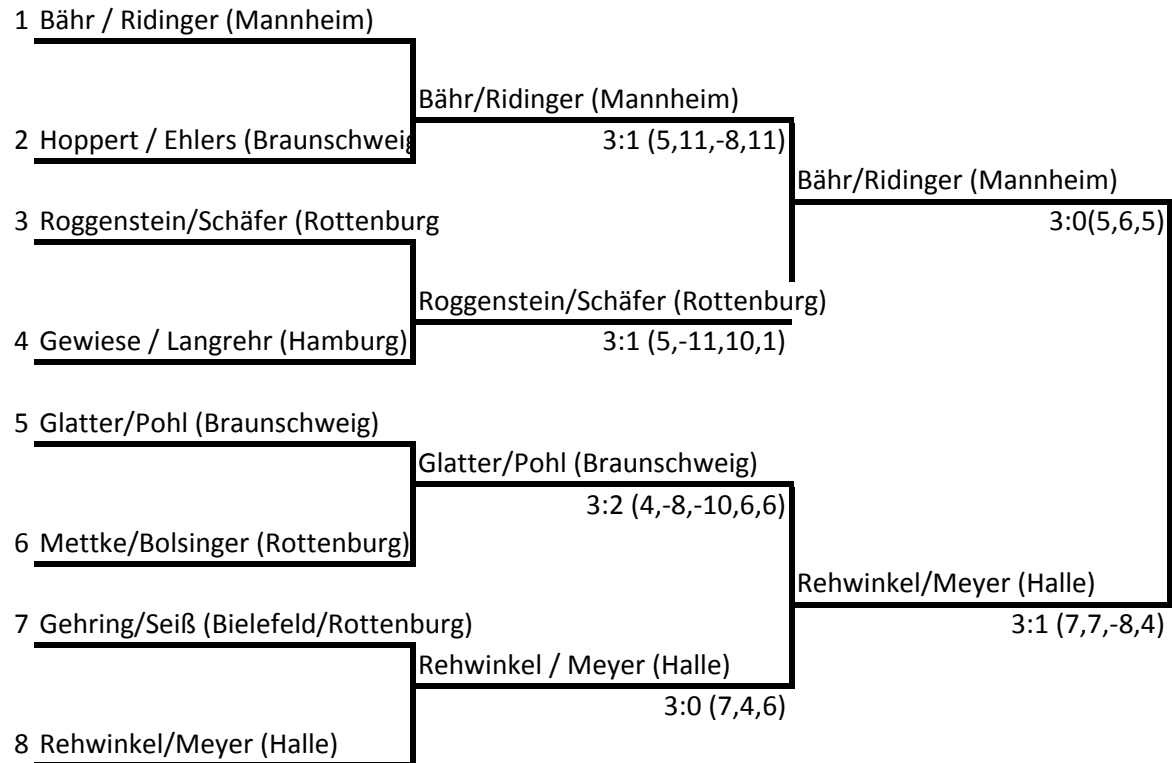 1 Bähr / Ridinger (Mannheim)
Bähr/Ridinger (Mannheim)
2 Hoppert / Ehlers (Braunschweig
3:1 (5,11,-8,11)
Bähr/Ridinger (Mannheim)
3 Roggenstein/Schäfer (Rottenburg
3:0(5,6,5)
Roggenstein/Schäfer (Rottenburg)
4 Gewiese / Langrehr (Hamburg)
3:1 (5,-11,10,1)
5 Glatter/Pohl (Braunschweig)
Glatter/Pohl (Braunschweig)
3:2 (4,-8,-10,6,6)
6 Mettke/Bolsinger (Rottenburg)
Rehwinkel/Meyer (Halle)
7 Gehring/Seiß (Bielefeld/Rottenburg)
3:1 (7,7,-8,4)
Rehwinkel / Meyer (Halle)
3:0 (7,4,6)
8 Rehwinkel/Meyer (Halle)